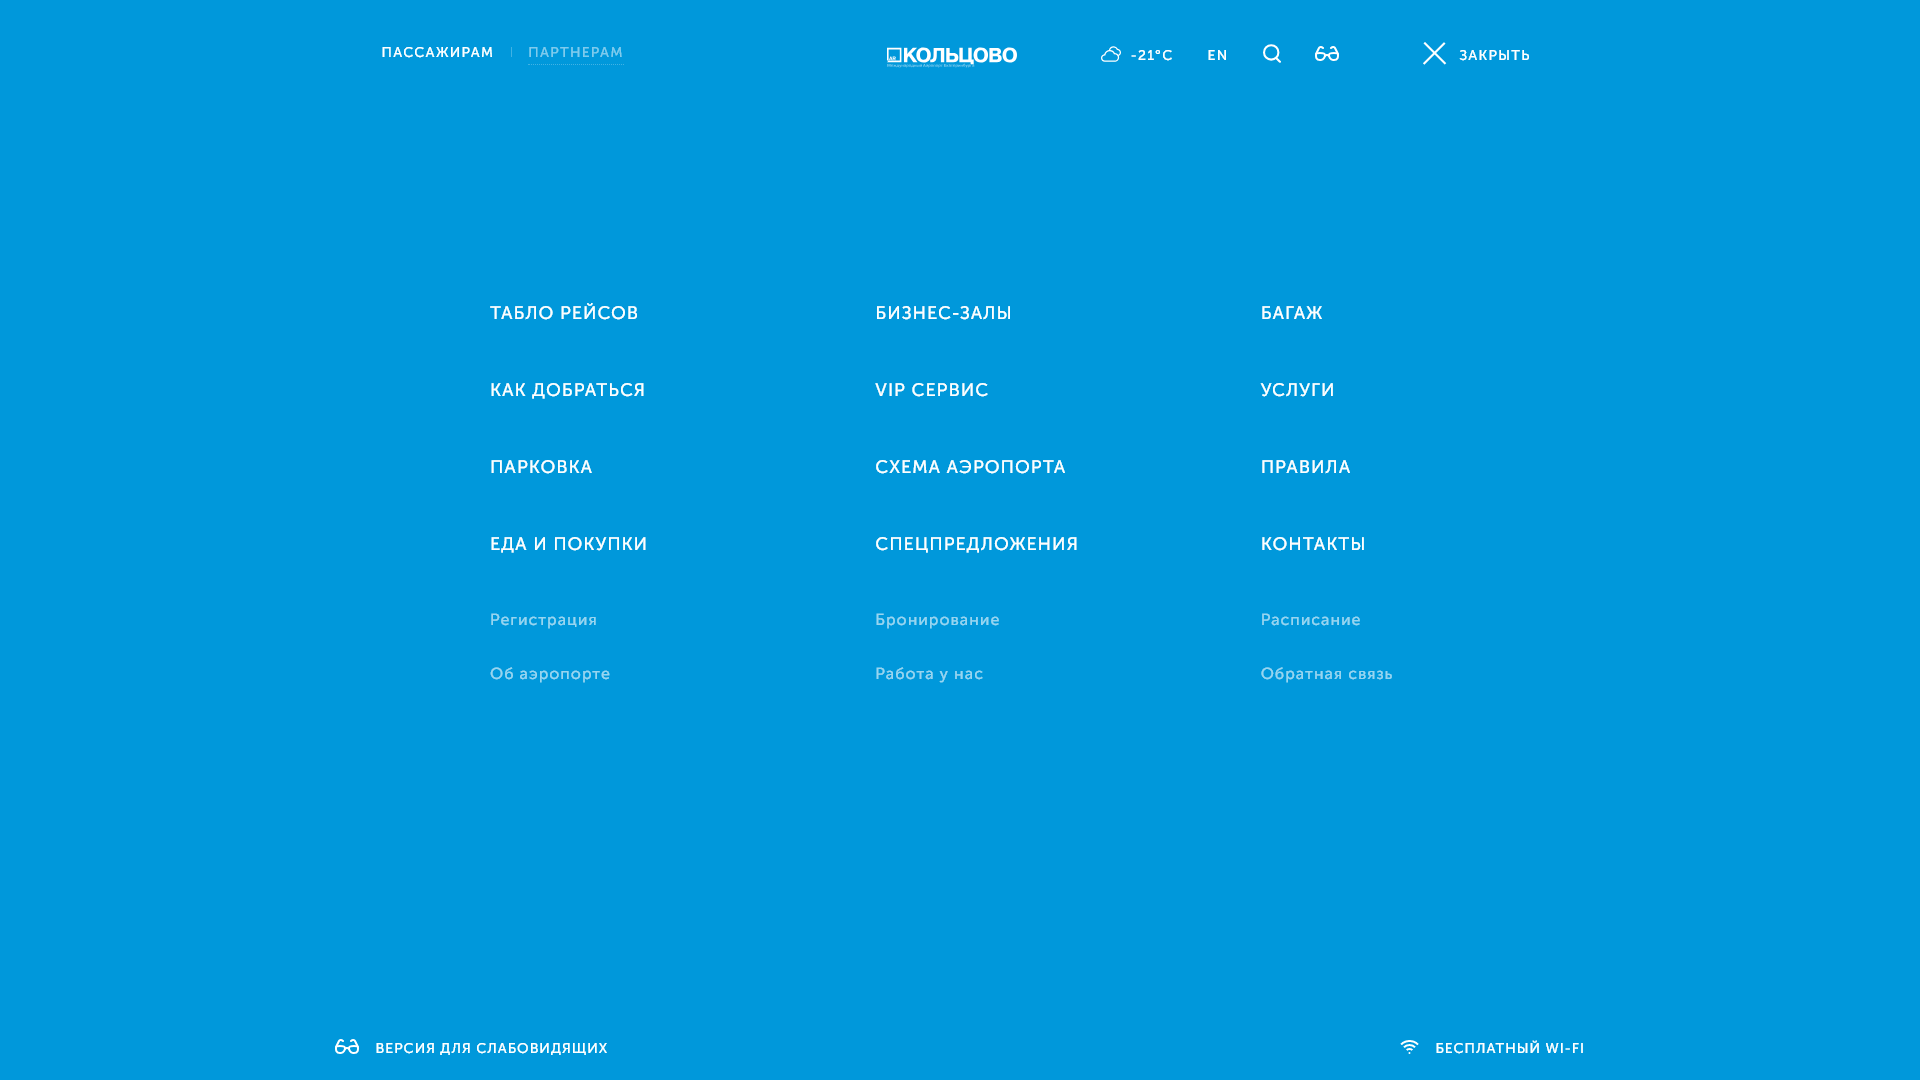 ПАССАЖИРАМ
ПАРТНЕРАМ
КОЛЬЦОВО
-21°C
EN
ЗАКРЫТЬ
ТАБЛО РЕЙСОВ
БИЗНЕС-ЗАЛЫ
БАГАЖ
КАК ДОБРАТЬСЯ
VIP СЕРВИС
УСЛУГИ
ПАРКОВКА
СХЕМА АЭРОПОРТА
ПРАВИЛА
ЕДА И ПОКУПКИ
СПЕЦПРЕДЛОЖЕНИЯ
КОНТАКТЫ
Регистрация
Бронирование
Расписание
Об аэропорте
Работа у нас
Обратная связь
ВЕРСИЯ ДЛЯ СЛАБОВИДЯЩИХ
БЕСПЛАТНЫЙ WI-FI